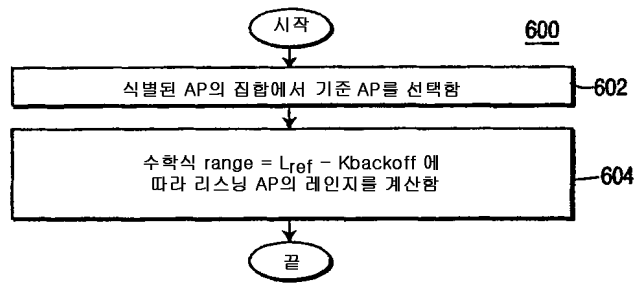 시작
600
식별된 AP의 집합에서 기준 AP를 선택함
602
수학식 range = Lref - Kbackoff 에
따라 리스닝 AP의 레인지를 계산함
604
끝